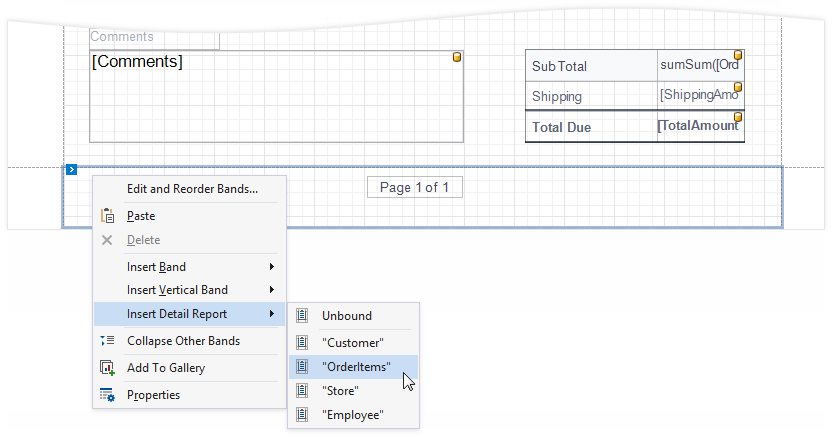 Comments
[Comments]
Sub Total sumSum([Ord
Shipping [ShippingAmo
Total Due [TotalAmount
Page 1 of 1
Edit and Reorder Bands...
Paste
Delete
Insert Band
Insert Vertical Band
Insert Detail Report
Collapse Other Bands
Add To Gallery
Properties
Unbound
"Customer"
"OrderItems"
"Store"
"Employee"